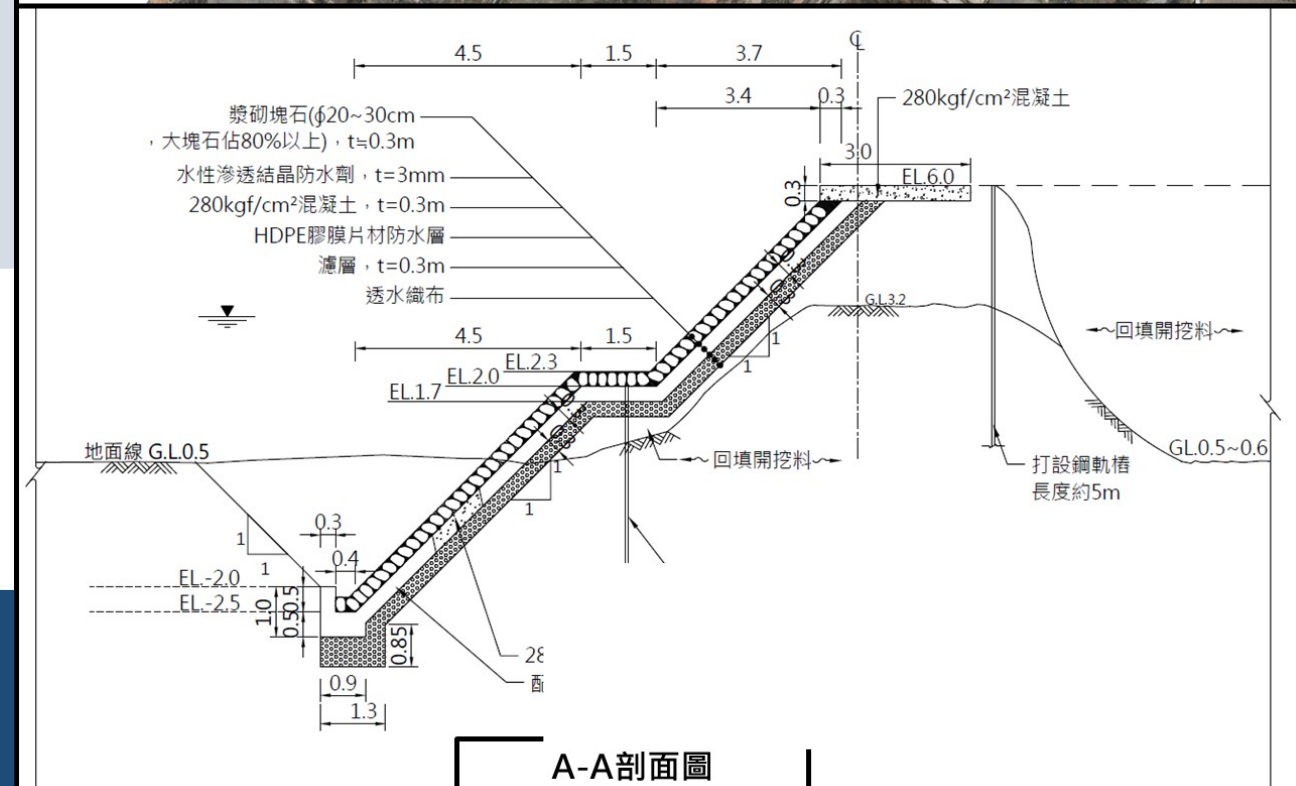 ℄
4.5
1.5
3.7
3.4
0.3
280kgf/cm²混凝土
漿砌塊石(ϕ20~30cm
，大塊石佔80%以上)，t≒0.3m
水性滲透結晶防水劑，t=3mm
280kgf/cm²混凝土，t=0.3m
HDPE膠膜片材防水層
濾層，t=0.3m
透水織布
3.0
EL.6.0
0.3
G.L.3.2
回填開挖料
4.5
1.5
EL.2.3
EL.2.0
EL.1.7
1
1
地面線 G.L.0.5
回填開挖料
GL.0.5~0.6
打設鋼軌樁
長度約5m
1
1
0.3
1
1
0.4
EL.-2.0
EL.-2.5
1.0
0.5
0.5
0.85
28
0.9
1.3
A-A剖面圖